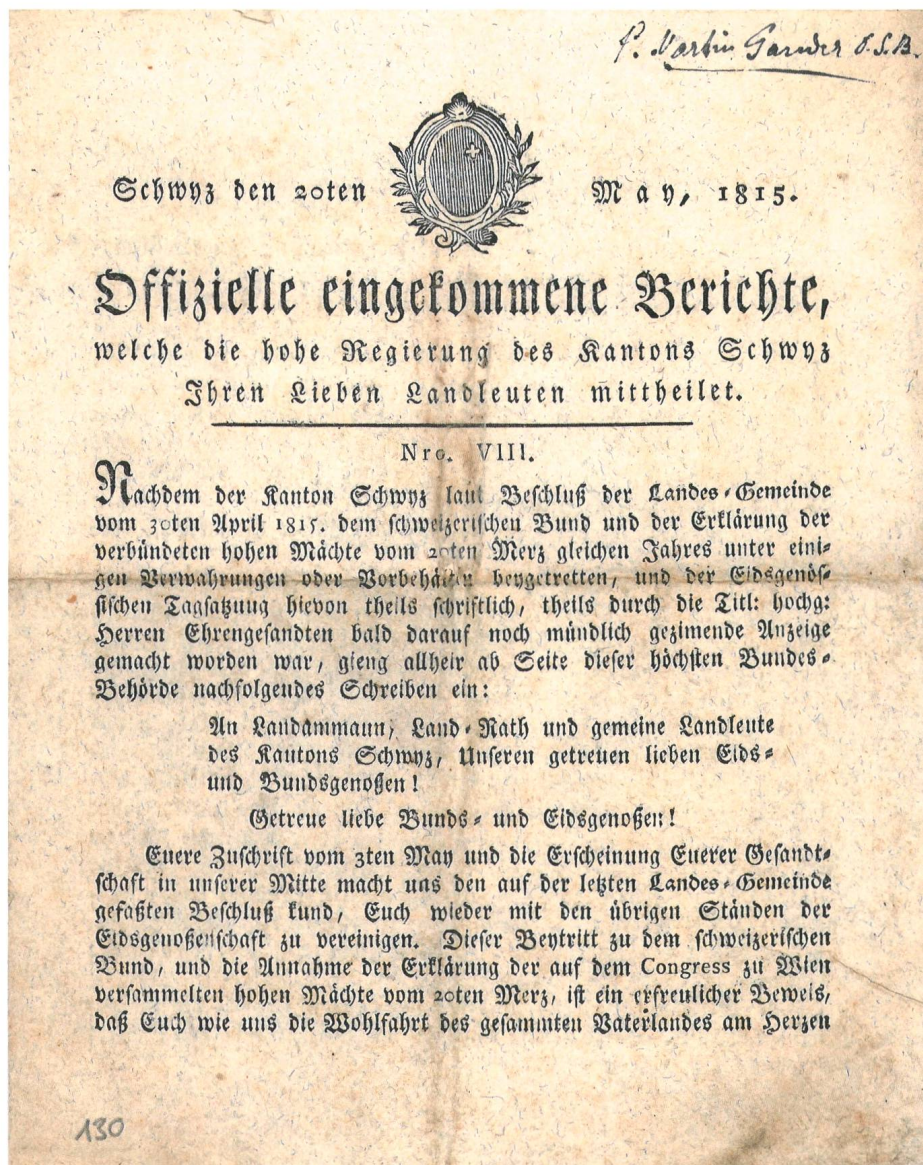 P. Martin Gander O.S.B.
Schwyz den 20ten May, 1815.
Offizielle eingekommene Berichte,
welche die hohe Regierung des Kantons Schwyz
Ihren Lieben Landleuten mittheilet.
Nro. VIII.
Nachdem der Kanton Schwyz laut Beschluß der Landes-Gemeinde
vom 30ten April 1815. dem schweizerischen Bund und der Erklärung der
verbündeten hohen Mächte vom 20ten Merz gleichen Jahres unter eini-
gen Verwahrungen oder Vorbehälten beygetretten, und der Eidsgenös-
sischen Tagsatzung hievon theils schriftlich, theils durch die Titl: hochg:
Herren Ehrengesandten bald darauf noch mündlich gezimende Anzeige
gemacht worden war, gieng allheir ab Seite dieser höchsten Bundes-
Behörde nachfolgendes Schreiben ein:
An Landammann, Land-Rath und gemeine Landleute
des Kantons Schwyz, Unseren getreuen lieben Eids-
und Bundsgenoßen!
Getreue liebe Bunds- und Eidsgenoßen!
Euere Zuschrift vom 3ten May und die Erscheinung Euerer Gesandt-
schaft in unserer Mitte macht uns den auf der letzten Landes-Gemeinde
gefaßten Beschluß kund, Euch wieder mit den übrigen Ständen der
Eidsgenoßenschaft zu vereinigen. Dieser Beytritt zu dem schweizerischen
Bund, und die Annahme der Erklärung der auf dem Congress zu Wien
versammelten hohen Mächte vom 20ten Merz, ist ein erfreulicher Beweis,
daß Euch wie uns die Wohlfahrt des gesammten Vaterlandes am Herzen
130